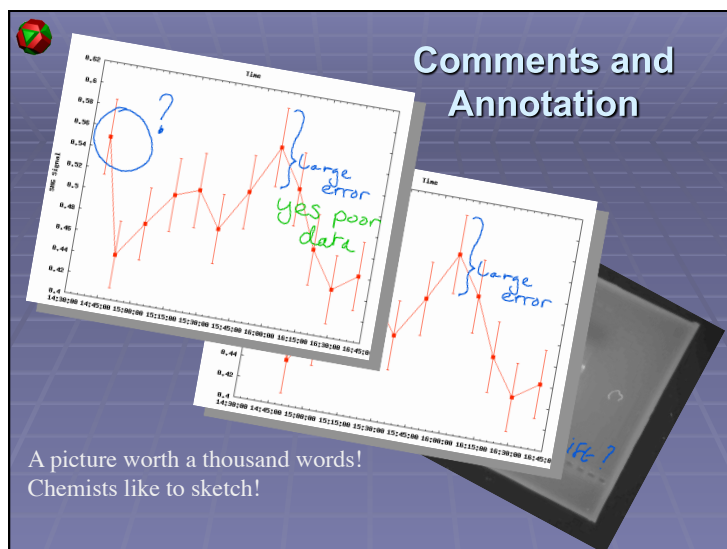 Comments and
Annotation
Time
0.62
0.6
0.58
0.56
0.54
0.52
0.5
0.48
0.46
0.44
0.42
0.4
SHG Signal
?
Large
error
yes poor
data
14:30:00 14:45:00 15:00:00 15:15:00 15:30:00 15:45:00 16:00:00 16:15:00 16:30:00 16:45:00
Time
Large
error
0.44
0.42
0.4
14:30:00 14:45:00 15:00:00 15:15:00 15:30:00 15:45:00 16:00:00 16:15:00 16:30:00 16:45:0
?
A picture worth a thousand words!
Chemists like to sketch!